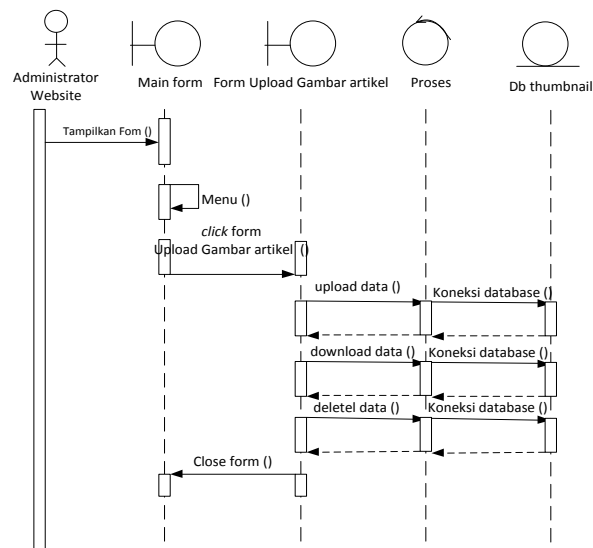 Administrator
Website
Main form
Form Upload Gambar artikel
Proses
Db thumbnail
Tampilkan Fom ()
Menu ()
click form
Upload Gambar artikel ()
upload data ()
Koneksi database ()
download data ()
Koneksi database ()
deletel data ()
Koneksi database ()
Close form ()